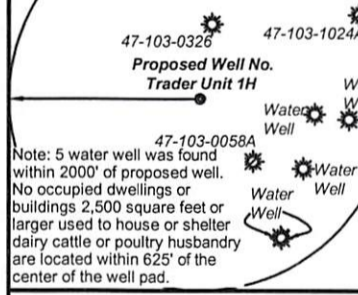 47-103-0326
47-103-1024A
Proposed Well No.
Trader Unit 1H
Water
Well
47-103-0058A
Note: 5 water well was found
within 2000' of proposed well.
No occupied dwellings or
buildings 2,500 square feet or
larger used to house or shelter
dairy cattle or poultry husbandry
are located within 625' of the
center of the well pad.
Water
Well
Water
Well